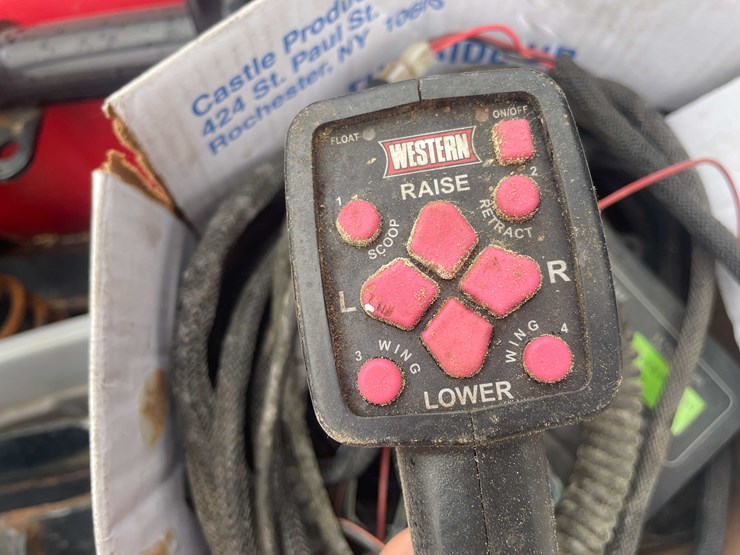 Castle Produ
424 St. Paul St.
Rochester, NY
FLOAT
ON/OFF
WESTERN
RAISE
1
2
SCOOP
RETRACT
L
R
3
WING
WING
4
LOWER